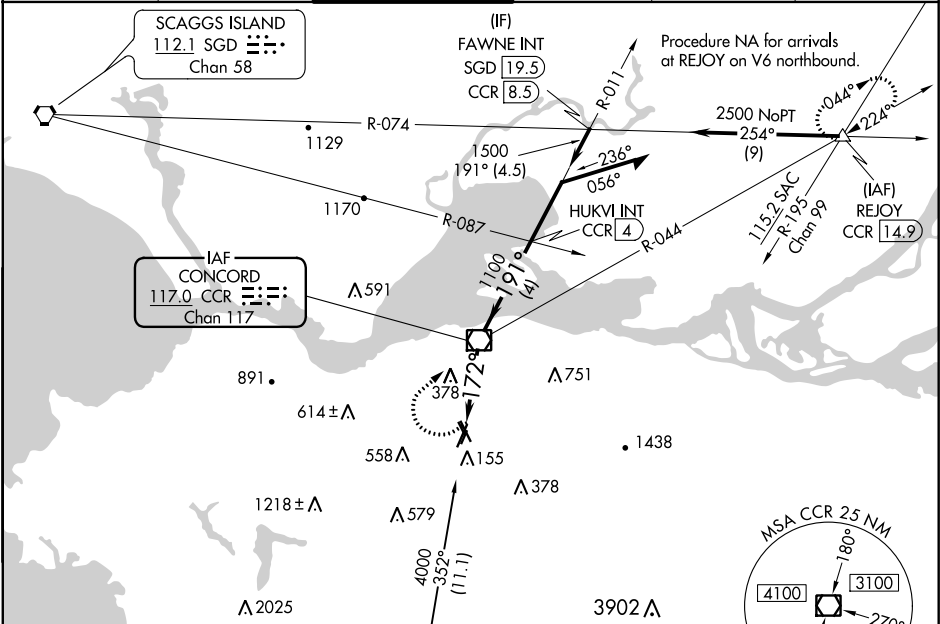 SCAGGS ISLAND
112.1 SGD
Chan 58
(IF)
FAWNE INT
SGD 19.5
CCR 8.5
Procedure NA for arrivals
at REJOY on V6 northbound.
R-011
044°
224°
R-074
2500 NoPT
254°
(9)
1129
1500
191° (4.5)
236°
056°
(IAF)
REJOY
CCR 14.9
115.2 SAC
R-195
Chan 99
1170
R-087
HUKVI INT
CCR 4
R-044
IAF
CONCORD
117.0 CCR
Chan 117
591
1100
191°
(4)
172°
891
378
751
614±
558
155
1438
378
1218±
579
4000
352°
(11.1)
MSA CCR 25 NM
180°
4100
3100
270°
2025
3902